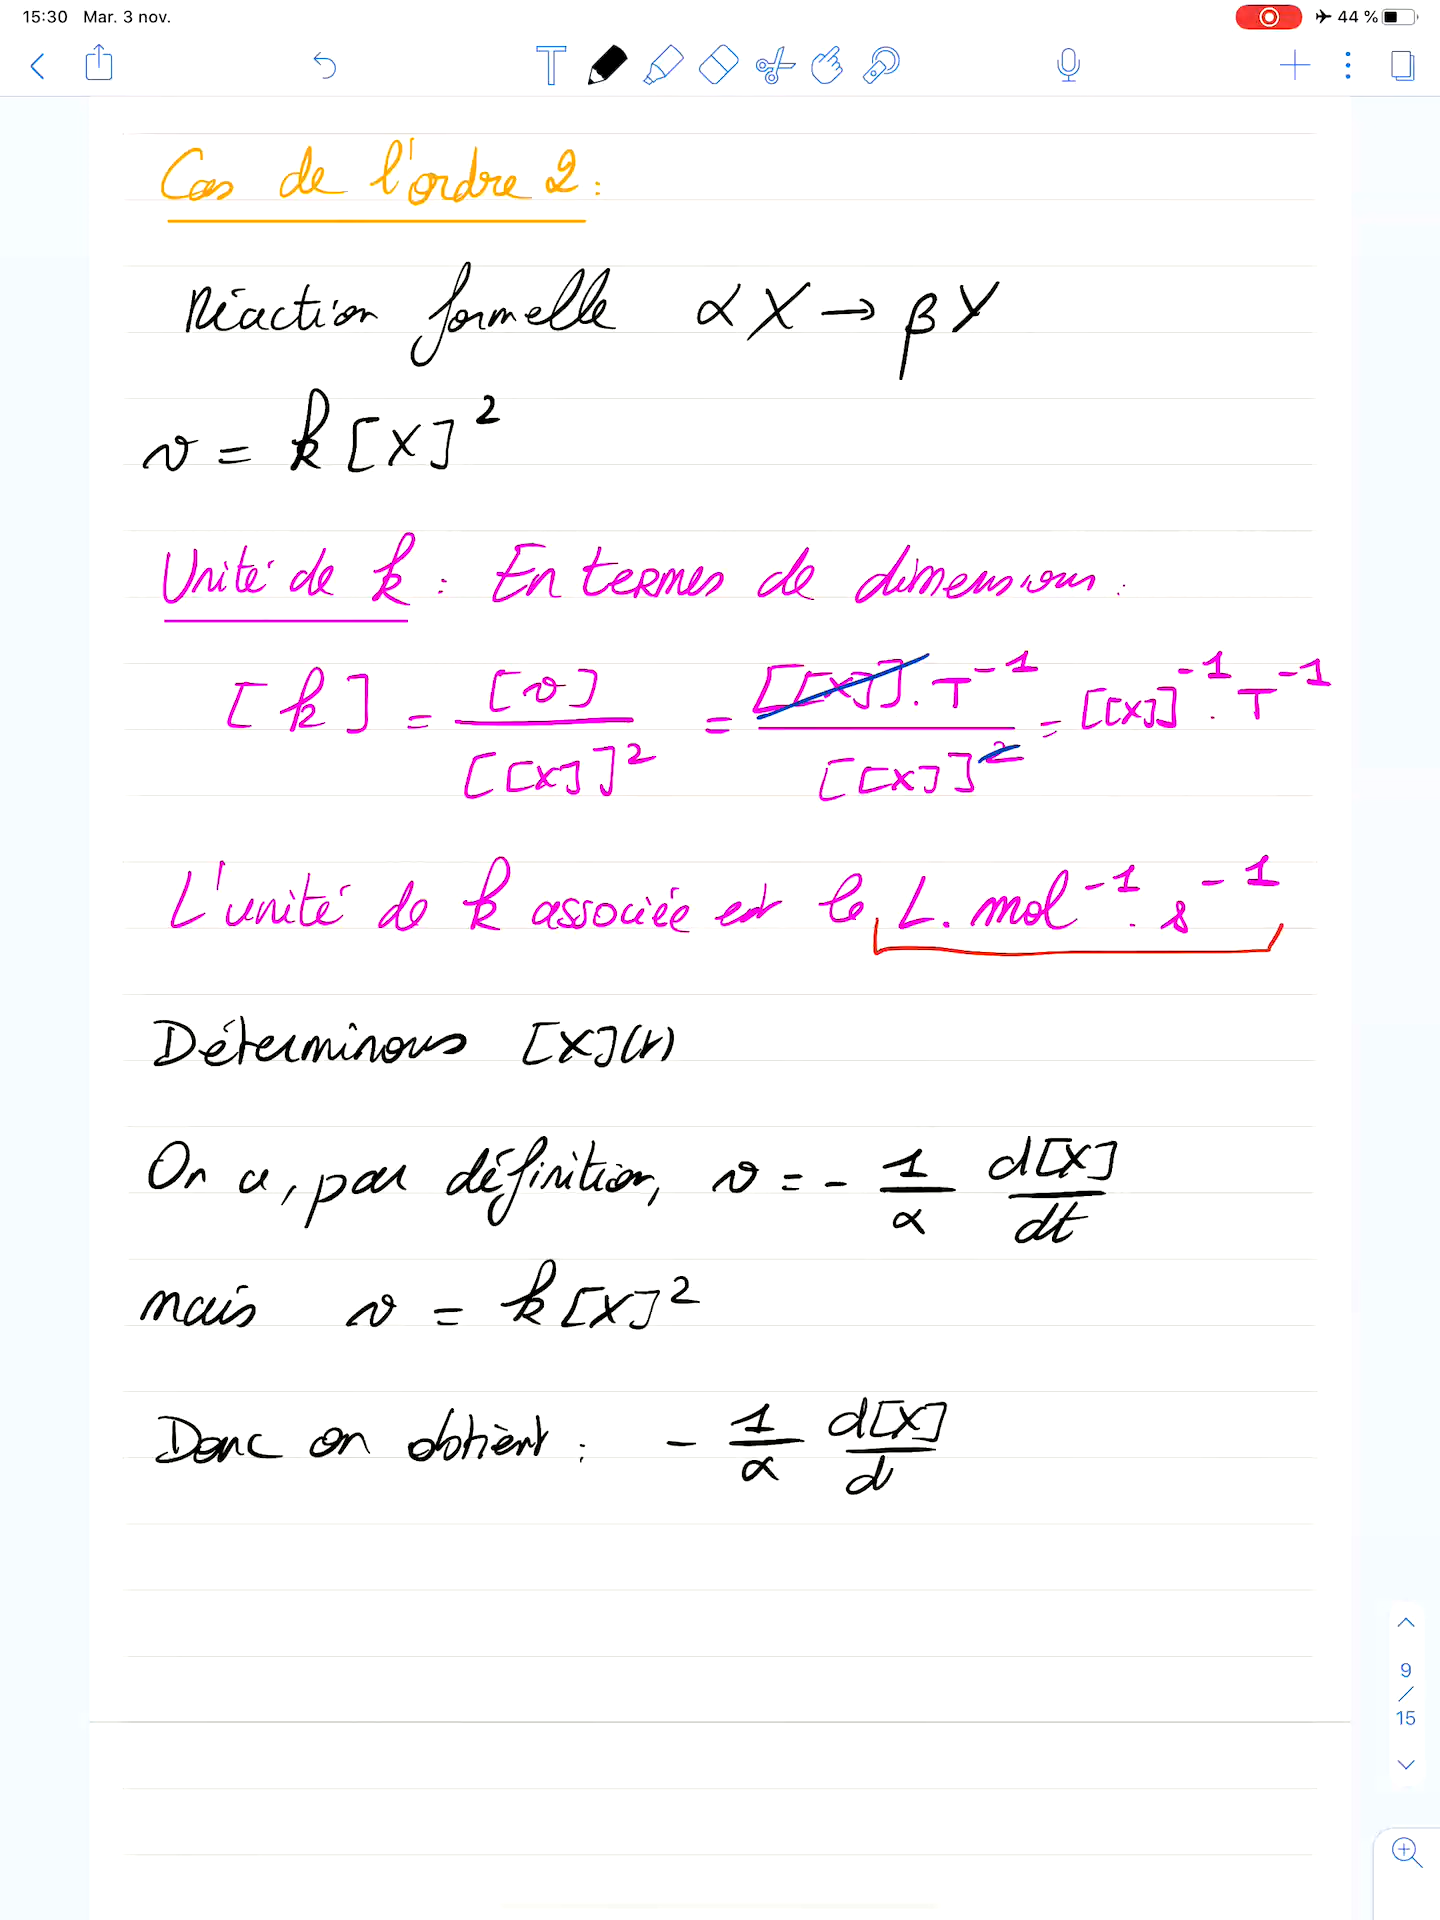 15:30 Mar. 3 nov. 44 %
Cas de l'ordre 2 :
Réaction formelle αX → βY
v = k[X]²
Unité de k : En termes de dimensions :
[k] = [v] / [[X]]² = [[X]].T⁻¹ / [[X]]² = [[X]]⁻¹.T⁻¹
L'unité de k associée est le L.mol⁻¹.s⁻¹
Déterminons [X](t)
On a, par définition, v = - 1/α d[X]/dt
mais v = k[X]²
Donc on obtient : - 1/α d[X]/d
9
/
15